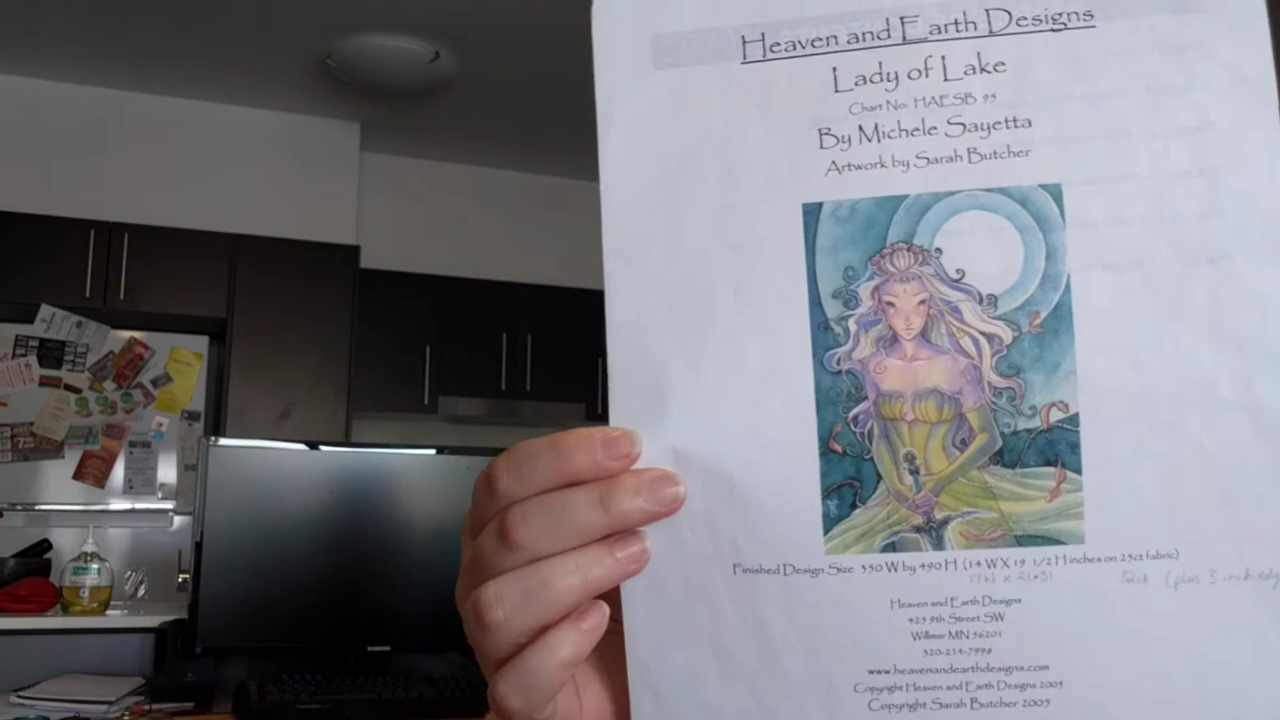 Heaven and Earth Designs
Lady of Lake
Chart No: HAESB 95
By Michele Sayetta
Artwork by Sarah Butcher
Finished Design Size 350 W by 490 H (14 W X 19 1/2 H inches on 25ct fabric)
(plus 3 inch
Heaven and Earth Designs
425 9th Street SW
Willmar MN 56201
320-214-7998
www.heavenandearthdesigns.com
Copyright Heaven and Earth Designs 2005
Copyright Sarah Butcher 2005